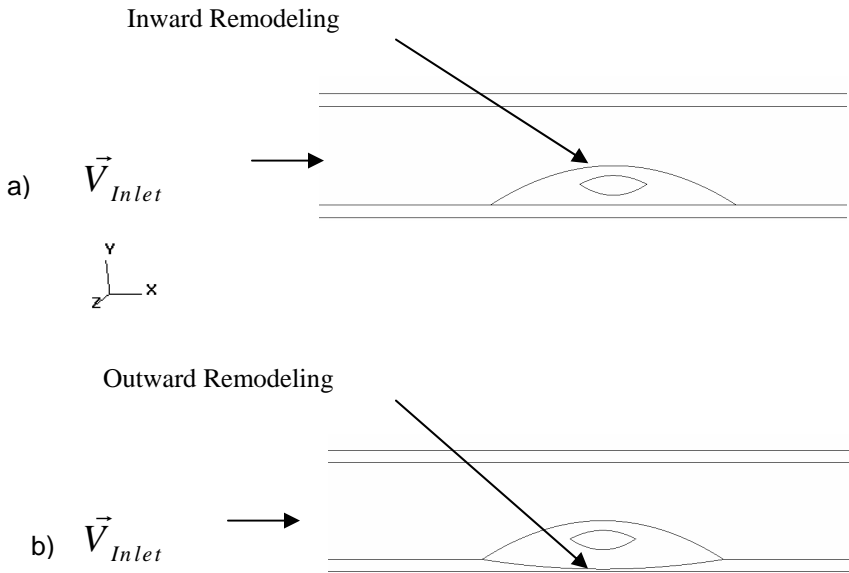 Inward Remodeling
a) V⃗ Inlet
Y
Z X
Outward Remodeling
b) V⃗ Inlet